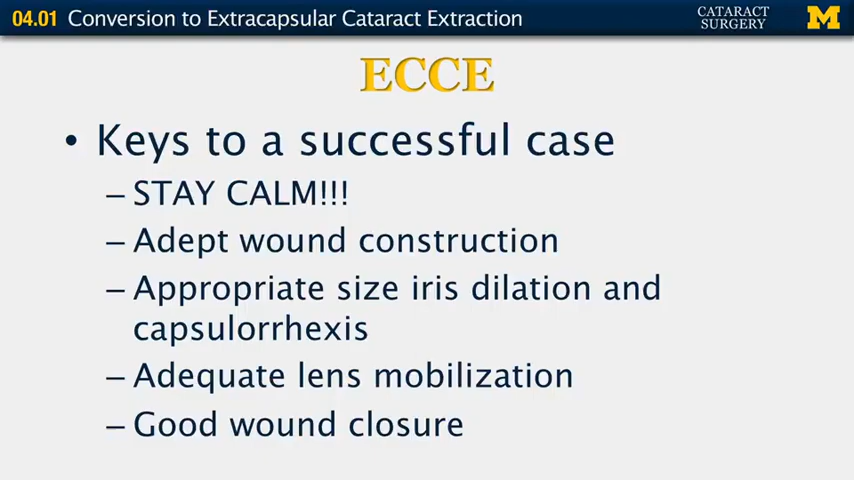 04.01 Conversion to Extracapsular Cataract Extraction
CATARACT
SURGERY
M
ECCE
• Keys to a successful case
– STAY CALM!!!
– Adept wound construction
– Appropriate size iris dilation and
capsulorrhexis
– Adequate lens mobilization
– Good wound closure